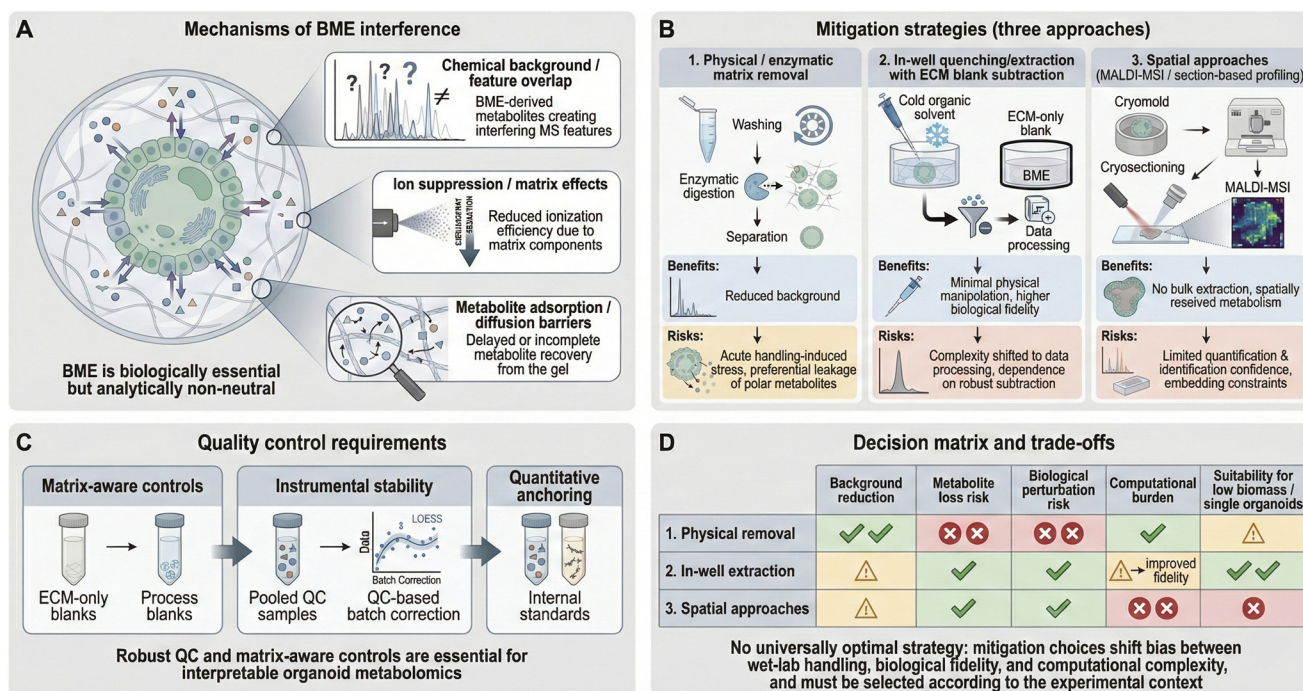 A
Mechanisms of BME interference
Chemical background /
feature overlap
? ? ? ≠
BME-derived
metabolites creating
interfering MS features
Ion suppression / matrix effects
Reduced ionization
efficiency due to
matrix components
Metabolite adsorption /
diffusion barriers
Delayed or incomplete
metabolite recovery
from the gel
BME is biologically essential
but analytically non-neutral
B
Mitigation strategies (three approaches)
1. Physical / enzymatic
matrix removal
Washing
Enzymatic
digestion
Separation
Benefits:
Reduced background
Risks:
Acute handling-induced
stress, preferential leakage
of polar metabolites
2. In-well quenching/extraction
with ECM blank subtraction
Cold organic
solvent
ECM-only
blank
BME
Data
processing
Benefits:
Minimal physical
manipulation, higher
biological fidelity
Risks:
Complexity shifted to data
processing, dependence
on robust subtraction
3. Spatial approaches
(MALDI-MSI / section-based profiling)
Cryomold
Cryosectioning
MALDI-MSI
Benefits:
No bulk extraction, spatially
reseived metabolism
Risks:
Limited quantification &
identification confidence,
embedding constraints
C
Quality control requirements
Matrix-aware controls
ECM-only
blanks
Process
blanks
Instrumental stability
Pooled QC
samples
LOESS
Data
Batch Correction
QC-based
batch correction
Quantitative
anchoring
Internal
standards
Robust QC and matrix-aware controls are essential for
interpretable organoid metabolomics
D
Decision matrix and trade-offs
Background
reduction
Metabolite
loss risk
Biological
perturbation
risk
Computational
burden
Suitability for
low biomass /
single organoids
1. Physical removal
2. In-well extraction
improved
fidelity
3. Spatial approaches
No universally optimal strategy: mitigation choices shift bias between
wet-lab handling, biological fidelity, and computational complexity,
and must be selected according to the experimental context